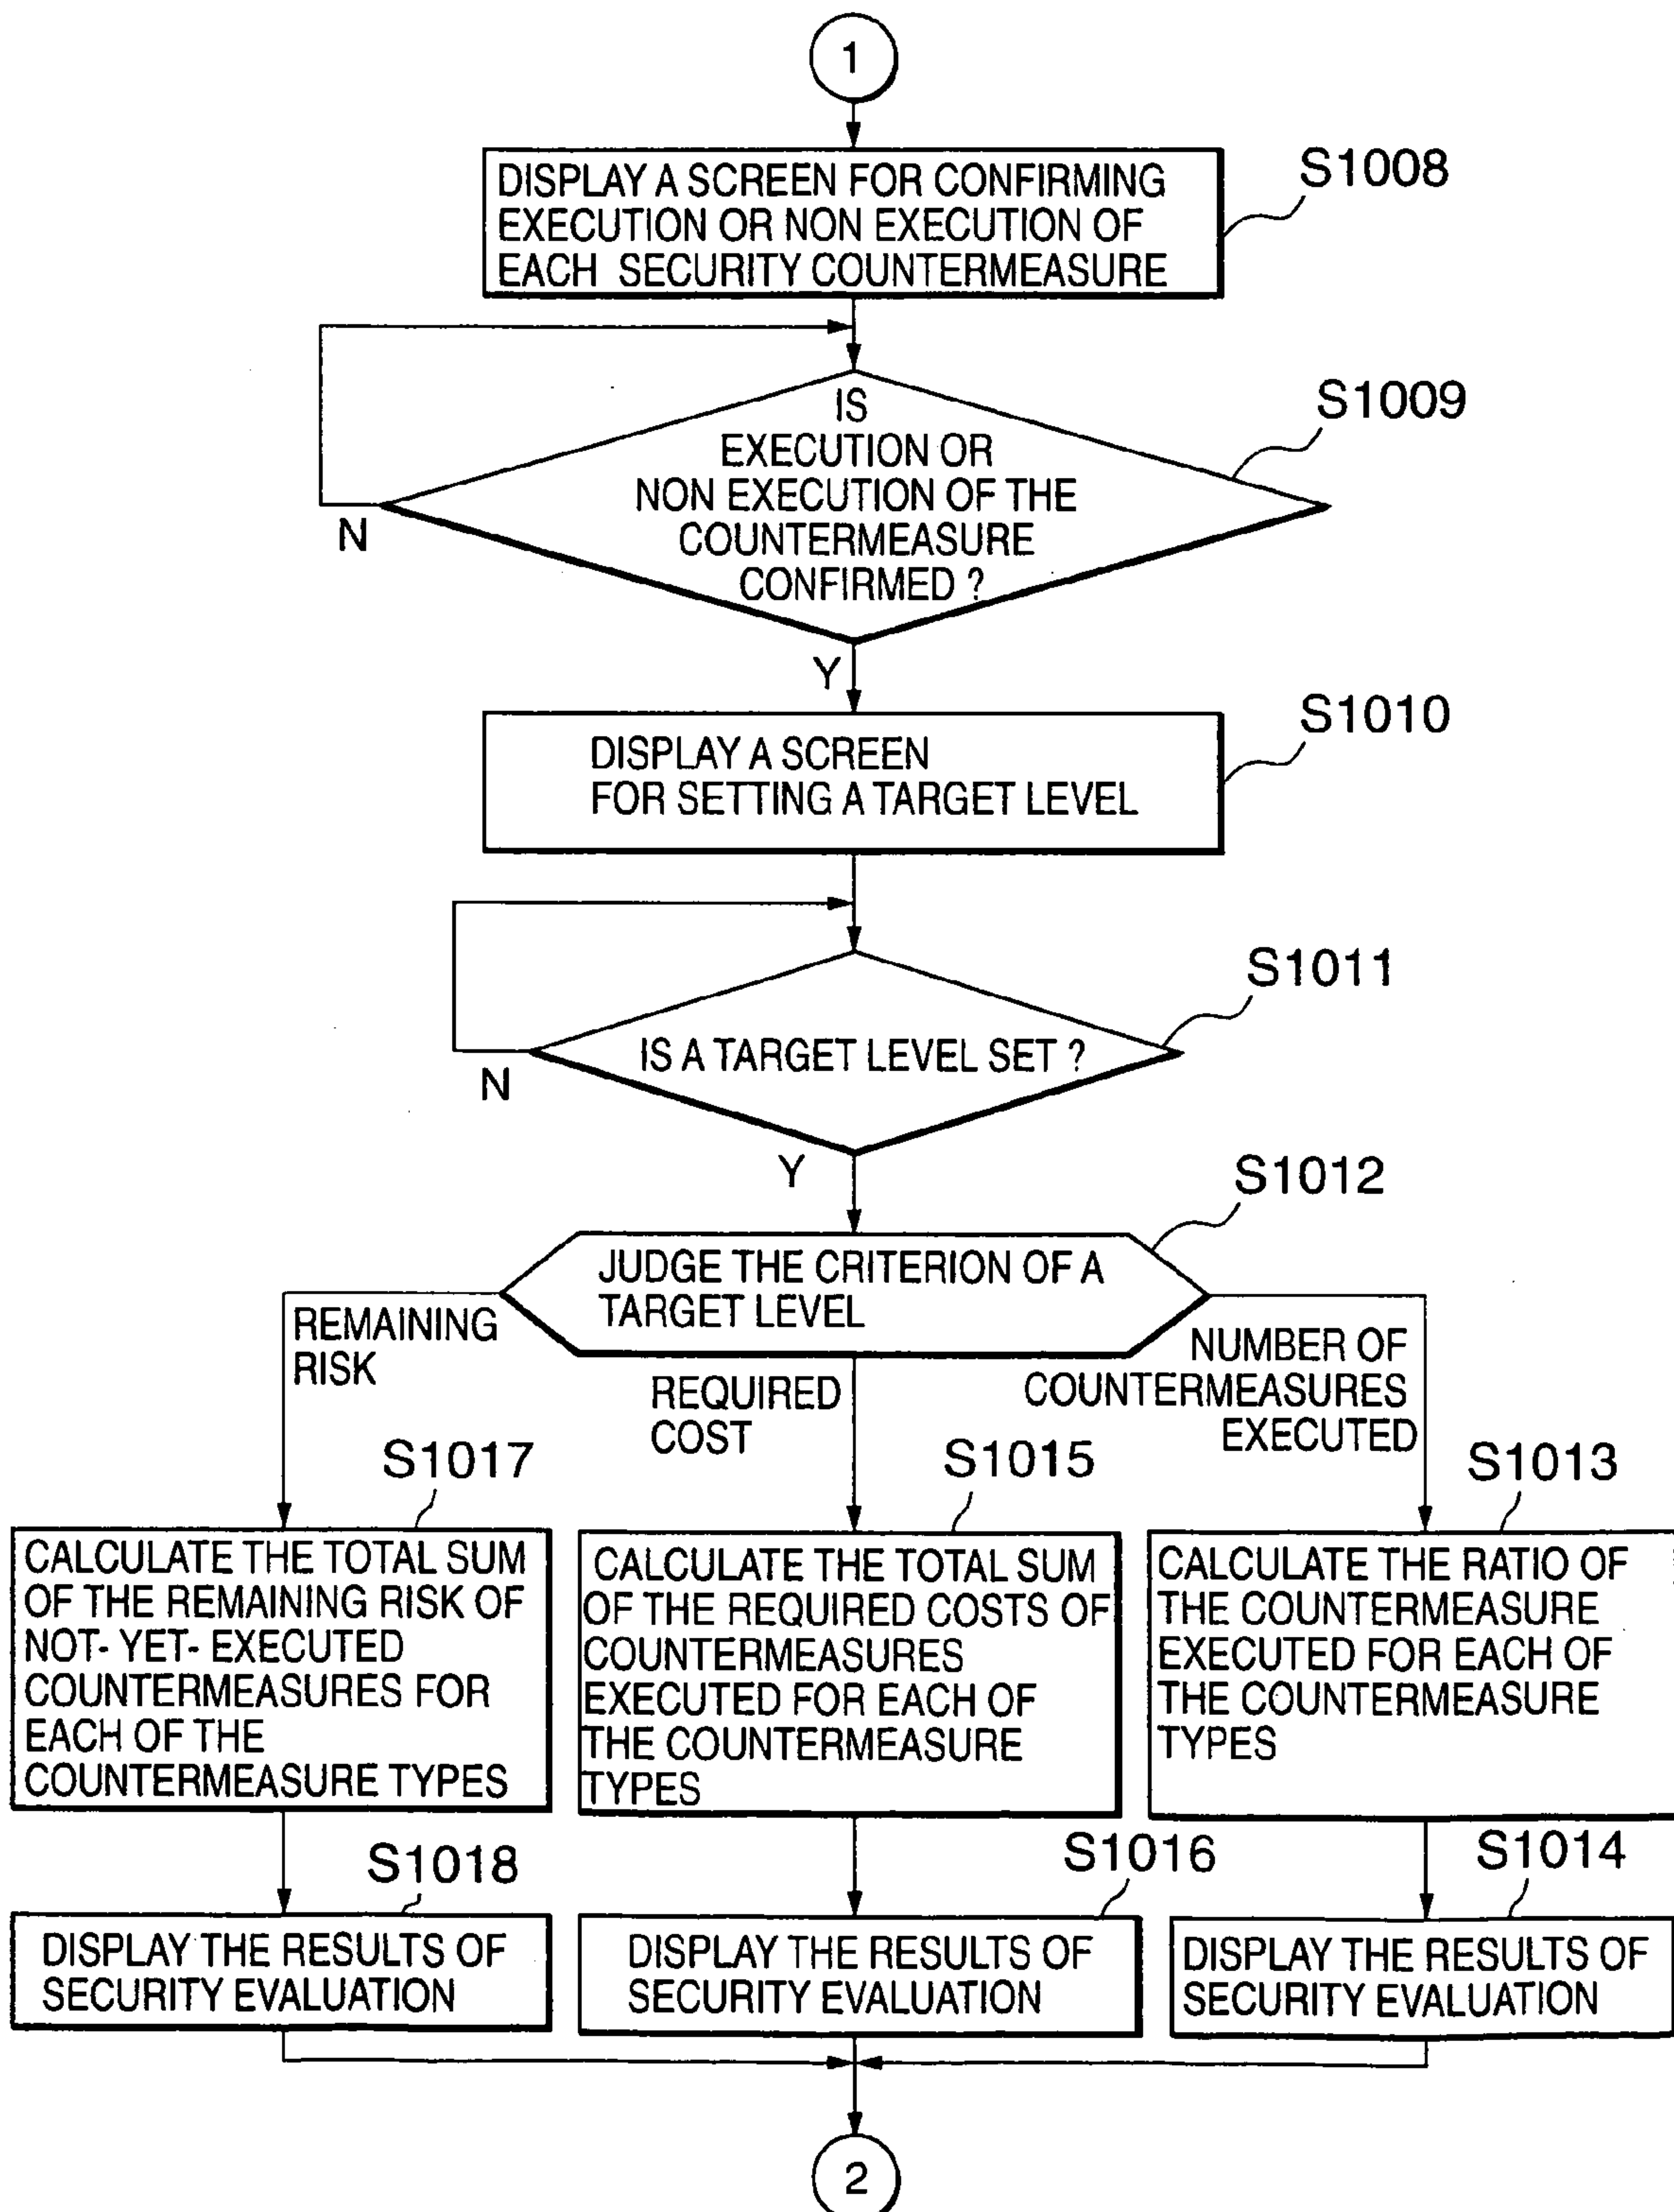 1
S1008
DISPLAY A SCREEN FOR CONFIRMING
EXECUTION OR NON EXECUTION OF
EACH SECURITY COUNTERMEASURE
S1009
IS
EXECUTION OR
NON EXECUTION OF THE
COUNTERMEASURE
CONFIRMED ?
N
Y
S1010
DISPLAY A SCREEN
FOR SETTING A TARGET LEVEL
S1011
IS A TARGET LEVEL SET ?
N
Y
S1012
JUDGE THE CRITERION OF A
TARGET LEVEL
REMAINING
RISK
REQUIRED
COST
NUMBER OF
COUNTERMEASURES
EXECUTED
S1017
CALCULATE THE TOTAL SUM
OF THE REMAINING RISK OF
NOT- YET- EXECUTED
COUNTERMEASURES FOR
EACH OF THE
COUNTERMEASURE TYPES
S1015
CALCULATE THE TOTAL SUM
OF THE REQUIRED COSTS OF
COUNTERMEASURES
EXECUTED FOR EACH OF
THE COUNTERMEASURE
TYPES
S1013
CALCULATE THE RATIO OF
THE COUNTERMEASURE
EXECUTED FOR EACH OF
THE COUNTERMEASURE
TYPES
S1018
DISPLAY THE RESULTS OF
SECURITY EVALUATION
S1016
DISPLAY THE RESULTS OF
SECURITY EVALUATION
S1014
DISPLAY THE RESULTS OF
SECURITY EVALUATION
2